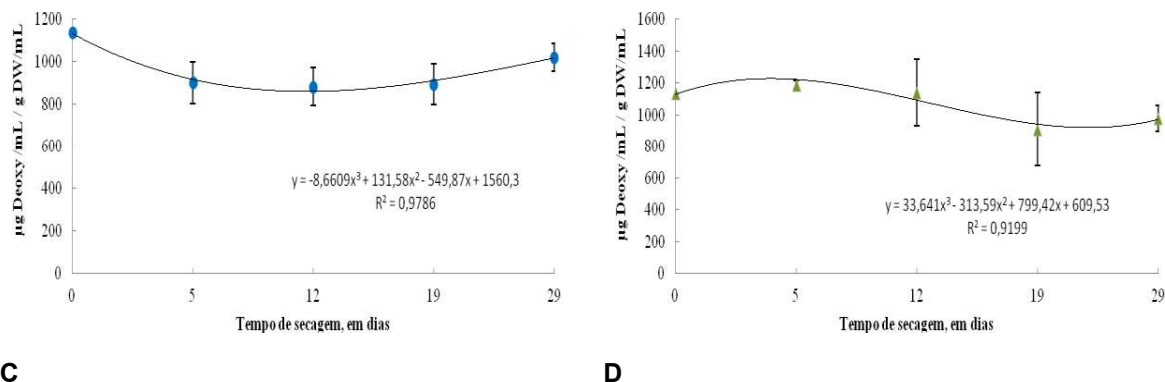 1200
1000
800
600
400
200
0
µg Deoxy /mL / g DW/mL
y = -8,6609x³ + 131,58x² - 549,87x + 1560,3
R² = 0,9786
0 5 12 19 29
Tempo de secagem, em dias
C
1600
1400
1200
1000
800
600
400
200
0
µg Deoxy /mL / g DW/mL
y = 33,641x³ - 313,59x² + 799,42x + 609,53
R² = 0,9199
0 5 12 19 29
Tempo de secagem, em dias
D